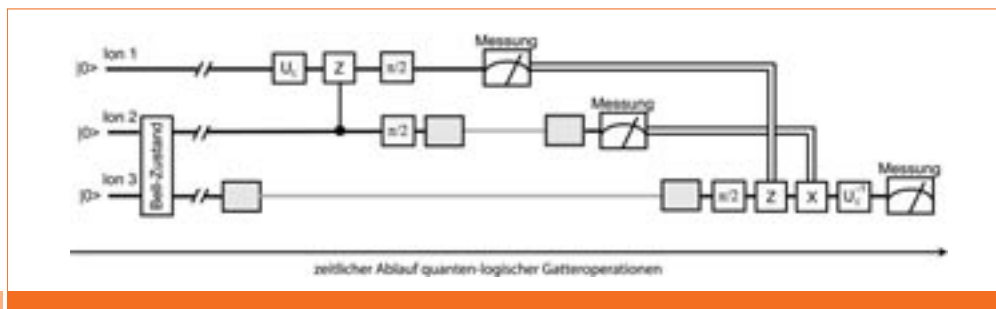 Messung
Ion 1
|0> U꜀ Z π/2
Messung
Ion 2
|0> π/2
Bell-Zustand
Messung
Ion 3
|0> π/2 Z X
zeitlicher Ablauf quanten-logischer Gatteroperationen